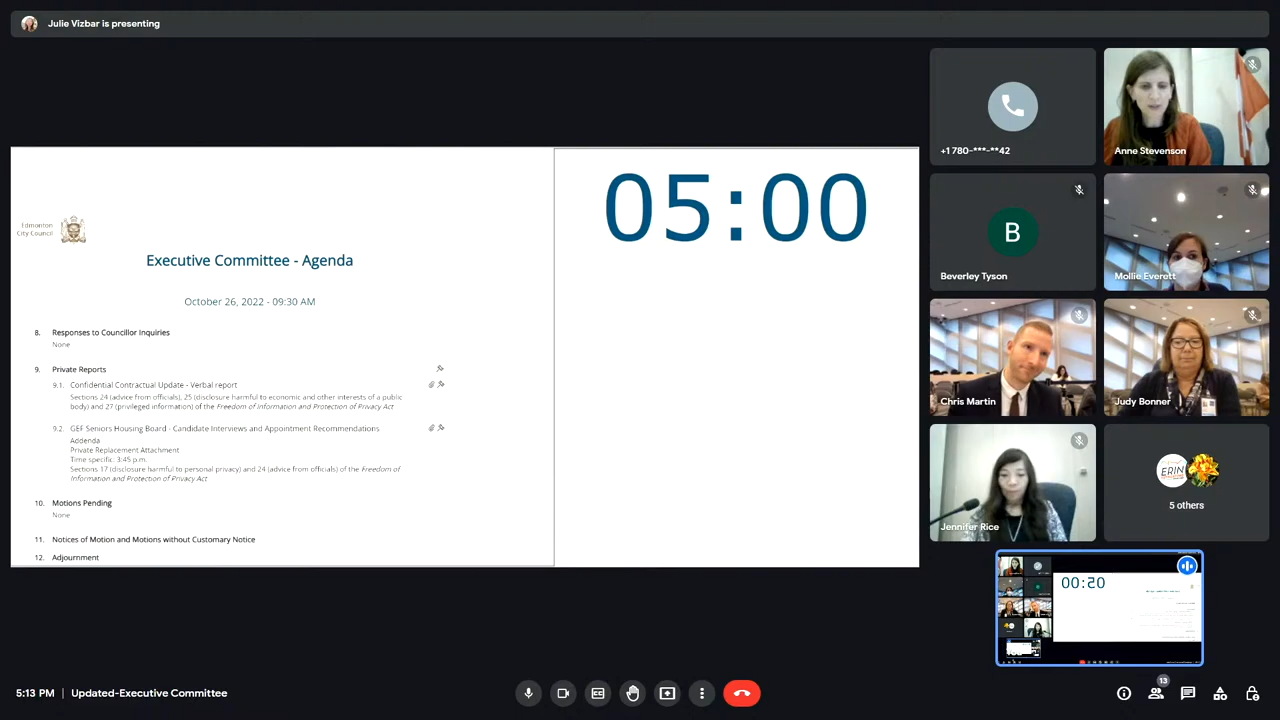 Julie Vizbar is presenting
Edmonton
City Council
Executive Committee - Agenda
October 26, 2022 - 09:30 AM
8. Responses to Councillor Inquiries
None
9. Private Reports
9.1. Confidential Contractual Update - Verbal report
Sections 24 (advice from officials), 25 (disclosure harmful to economic and other interests of a public
body) and 27 (privileged information) of the Freedom of Information and Protection of Privacy Act
9.2. GEF Seniors Housing Board - Candidate Interviews and Appointment Recommendations
Addenda
Private Replacement Attachment
Time specific: 3:45 p.m.
Sections 17 (disclosure harmful to personal privacy) and 24 (advice from officials) of the Freedom of
Information and Protection of Privacy Act
10. Motions Pending
None
11. Notices of Motion and Motions without Customary Notice
12. Adjournment
05:00
+1 780-***-**42
Anne Stevenson
B
Beverley Tyson
Mollie Everett
Chris Martin
Judy Bonner
Jennifer Rice
ERIN
5 others
5:13 PM | Updated-Executive Committee
13